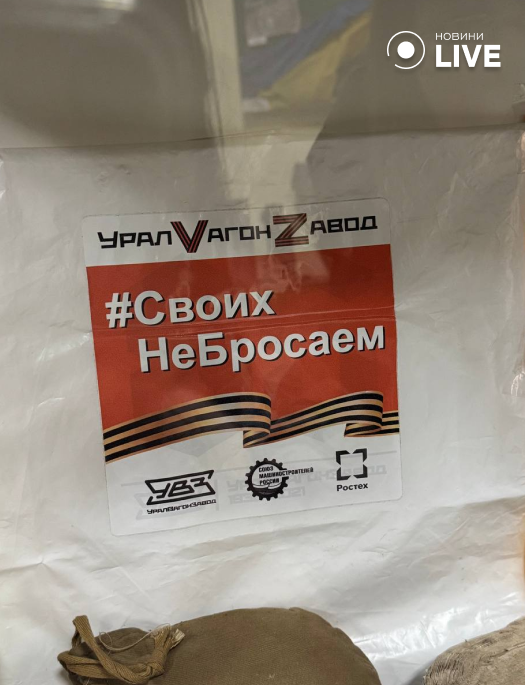 НОВИНИ
LIVE
УРАЛVАГОНZАВОД
#Своих
НеБросаем
УВЗ
УРАЛВАГОНЗАВОД
СОЮЗ
МАШИНОСТРОИТЕЛЕЙ
РОССИИ
Ростех